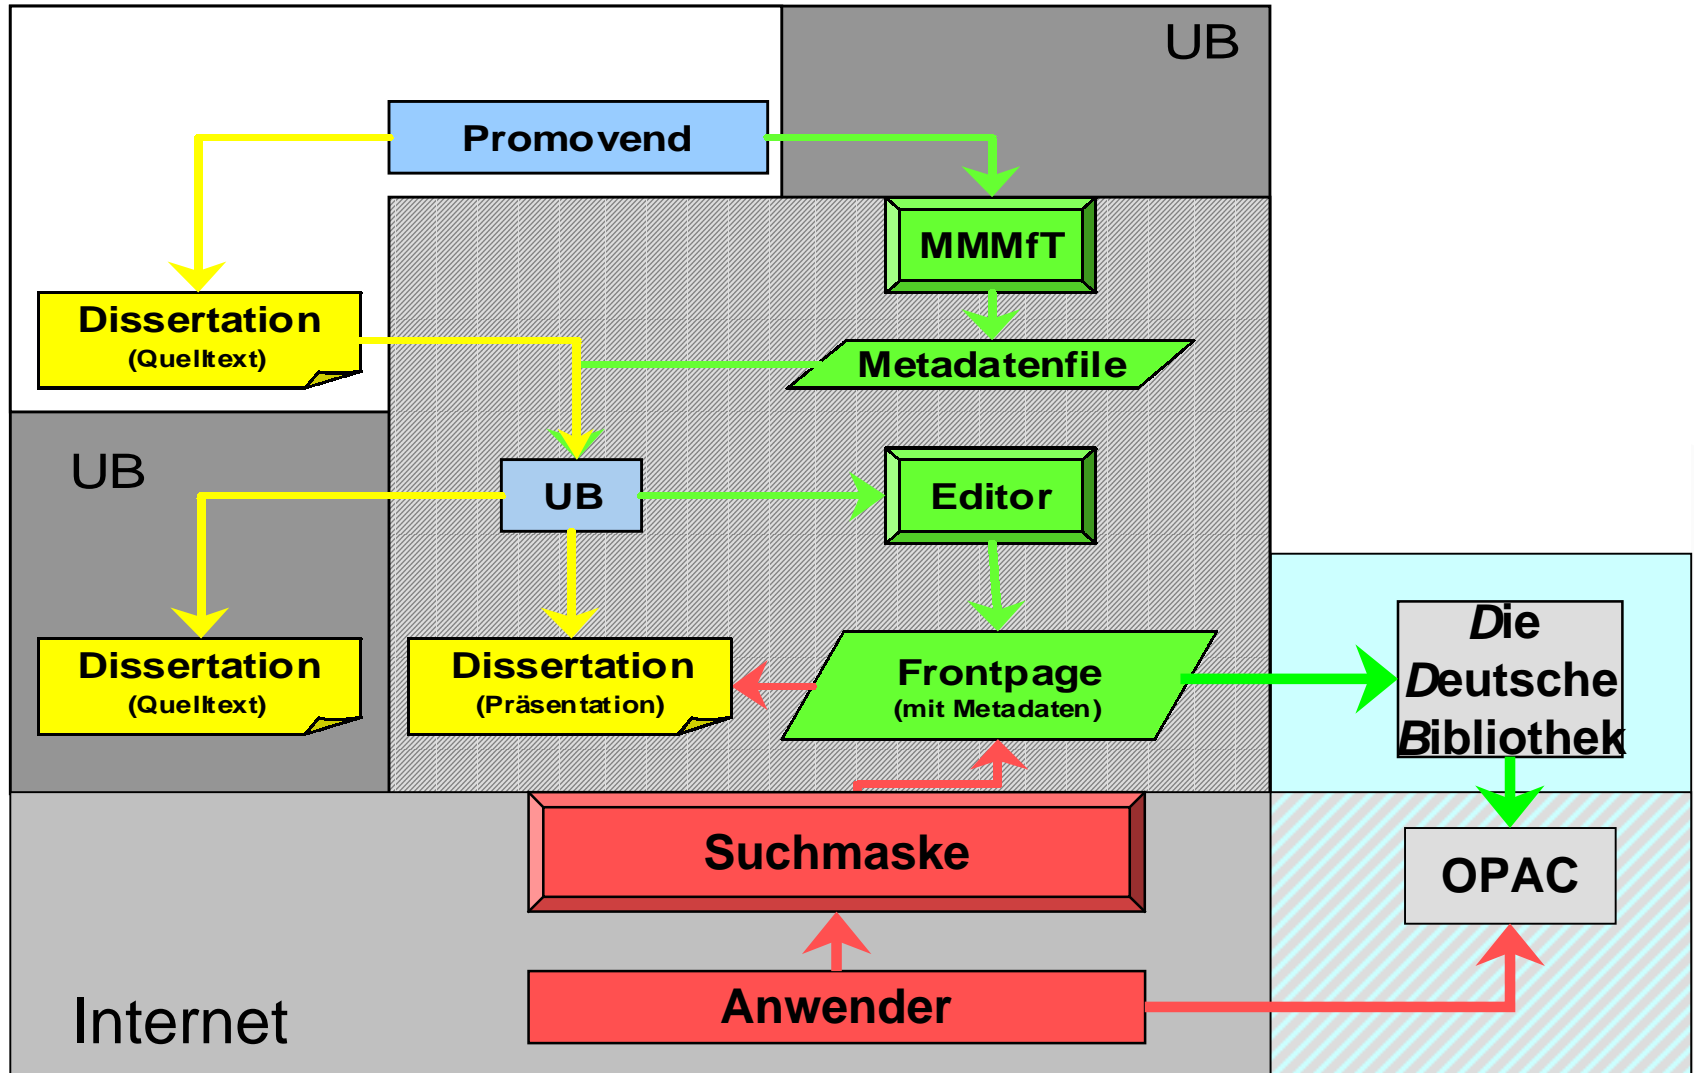 UB
Promovend
MMMfT
Dissertation
(Quelltext)
Metadatenfile
UB
UB
Editor
Dissertation
(Quelltext)
Dissertation
(Präsentation)
Frontpage
(mit Metadaten)
Die
Deutsche
Bibliothek
Suchmaske
OPAC
Anwender
Internet